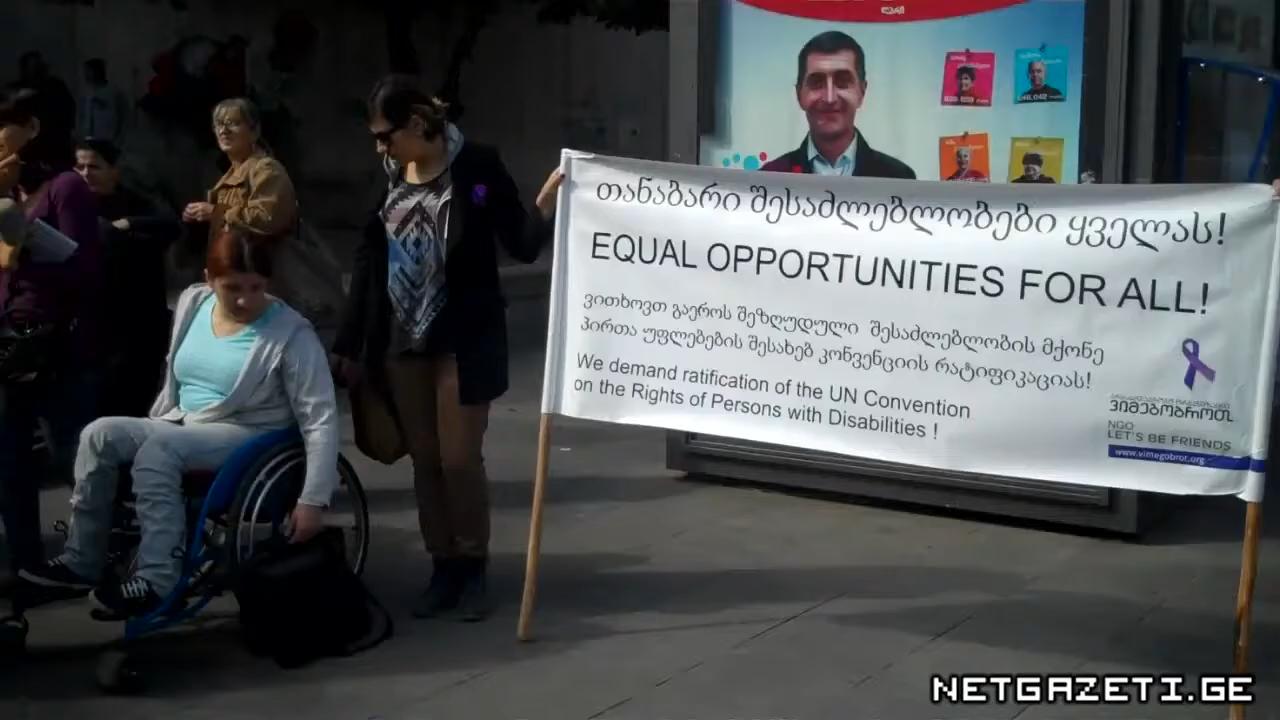 ლარი
თანაბარი შესაძლებლობები ყველას!
EQUAL OPPORTUNITIES FOR ALL!
ვითხოვთ გაეროს შეზღუდული შესაძლებლობის მქონე
პირთა უფლებების შესახებ კონვენციის რატიფიკაციას!
We demand ratification of the UN Convention
on the Rights of Persons with Disabilities !
ვიმეგობროთ
NGO
LET'S BE FRIENDS
www.vimegobrot.org
NETGAZETI.GE